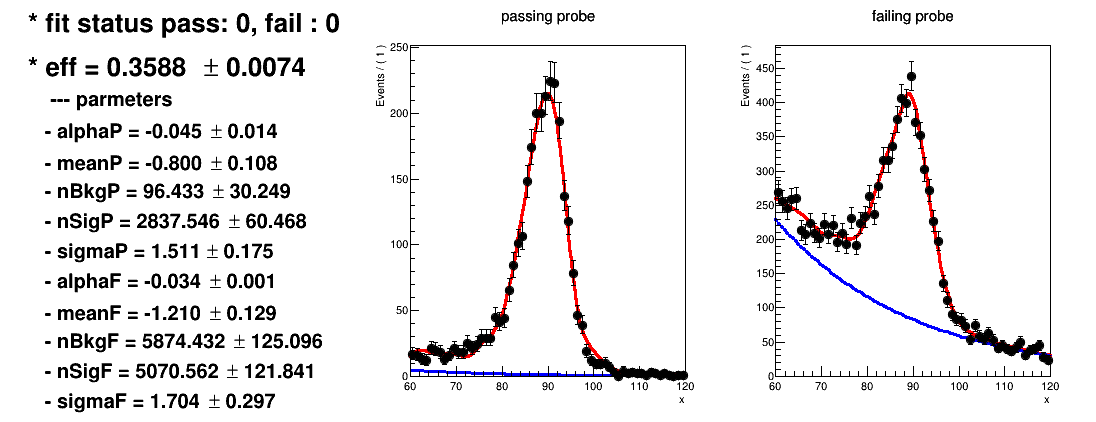 * fit status pass: 0, fail : 0
* eff = 0.3588 ± 0.0074
--- parmeters
- alphaP = -0.045 ± 0.014
- meanP = -0.800 ± 0.108
- nBkgP = 96.433 ± 30.249
- nSigP = 2837.546 ± 60.468
- sigmaP = 1.511 ± 0.175
- alphaF = -0.034 ± 0.001
- meanF = -1.210 ± 0.129
- nBkgF = 5874.432 ± 125.096
- nSigF = 5070.562 ± 121.841
- sigmaF = 1.704 ± 0.297
passing probe
Events / ( 1 )
250
200
150
100
50
0
60 70 80 90 100 110 120
x
failing probe
Events / ( 1 )
450
400
350
300
250
200
150
100
50
0
60 70 80 90 100 110 120
x